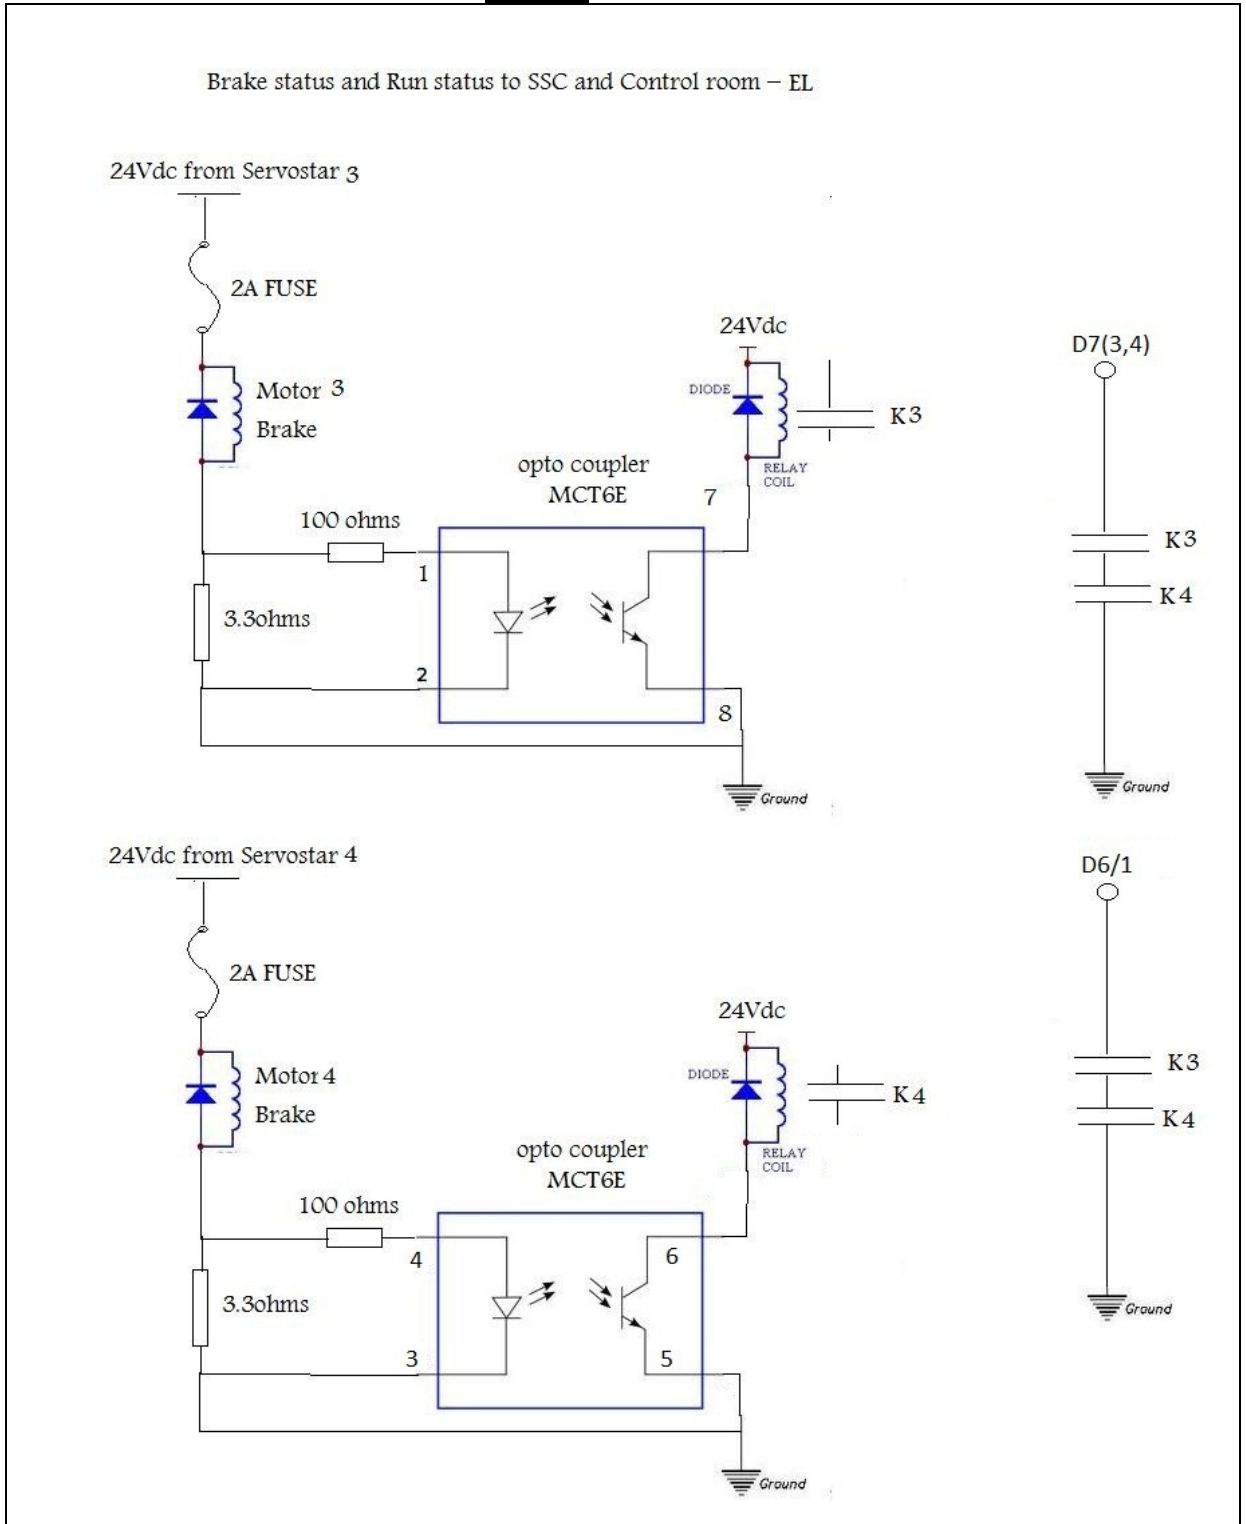 Brake status and Run status to SSC and Control room – EL
24Vdc from Servostar 3
2A FUSE
24Vdc
D7(3,4)
Motor 3
Brake
DIODE
K3
opto coupler
MCT6E
RELAY
COIL
7
100 ohms
1
K3
K4
3.3ohms
2
8
Ground
Ground
24Vdc from Servostar 4
D6/1
2A FUSE
24Vdc
Motor 4
Brake
DIODE
K4
K3
K4
opto coupler
MCT6E
RELAY
COIL
100 ohms
4
6
3.3ohms
Ground
3
5
Ground